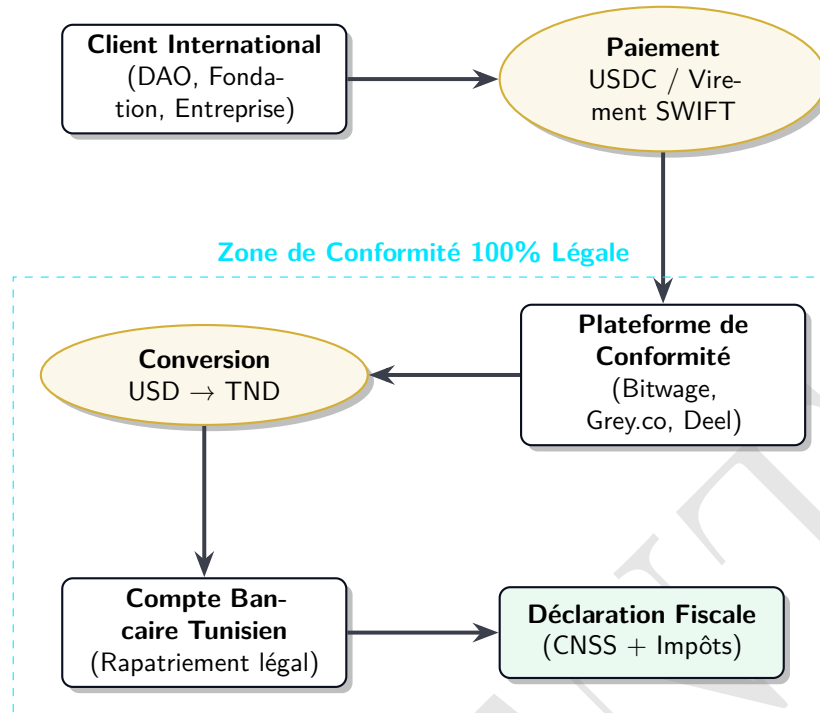 Client International
(DAO, Fonda-
tion, Entreprise)
Paiement
USDC / Vire-
ment SWIFT
Zone de Conformité 100% Légale
Plateforme de
Conformité
(Bitwage,
Grey.co, Deel)
Conversion
USD → TND
Compte Ban-
caire Tunisien
(Rapatriement légal)
Déclaration Fiscale
(CNSS + Impôts)